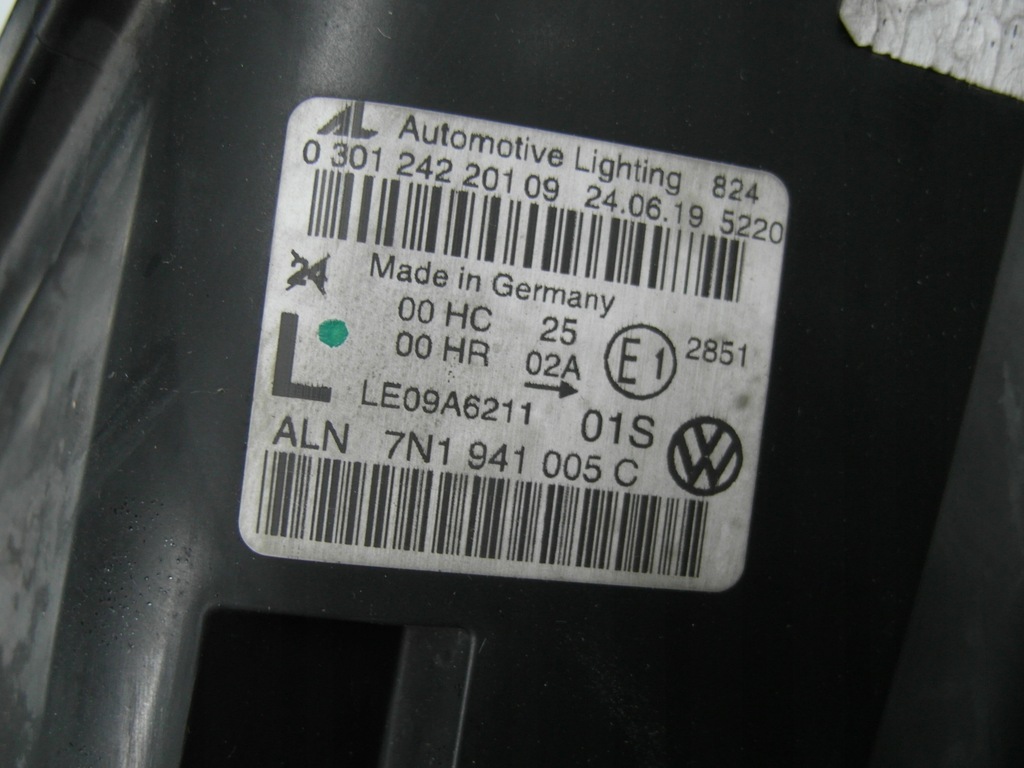 AL Automotive Lighting 824
0 301 242 201 09 24.06.19 5220
24 Made in Germany
00 HC 25
00 HR 02A E1 2851
L
LE09A6211 01S
ALN 7N1 941 005 C VW